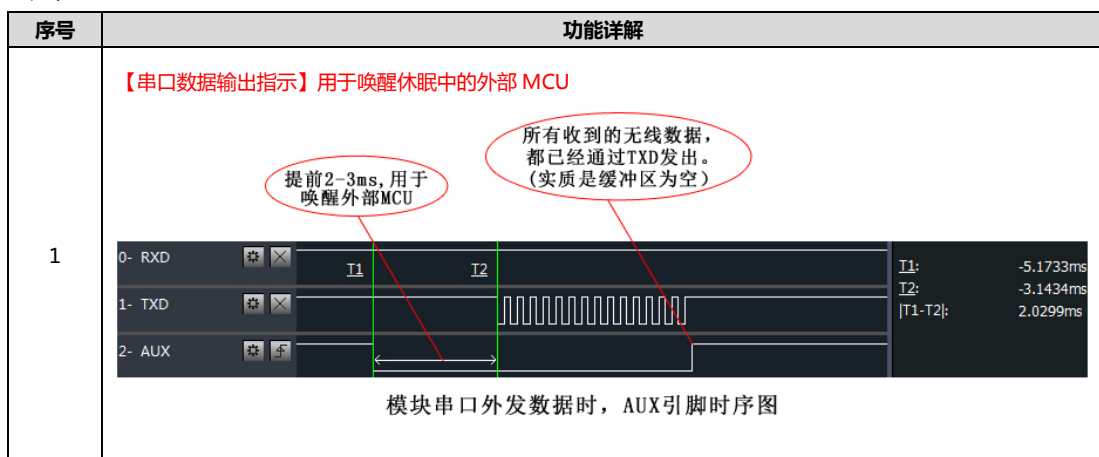 序号 功能详解
1
【串口数据输出指示】用于唤醒休眠中的外部 MCU
所有收到的无线数据，
都已经通过TXD发出。
(实质是缓冲区为空)
提前2-3ms,用于
唤醒外部MCU
0- RXD
T1 T2
1- TXD
2- AUX
T1: -5.1733ms
T2: -3.1434ms
|T1-T2|: 2.0299ms
模块串口外发数据时，AUX引脚时序图